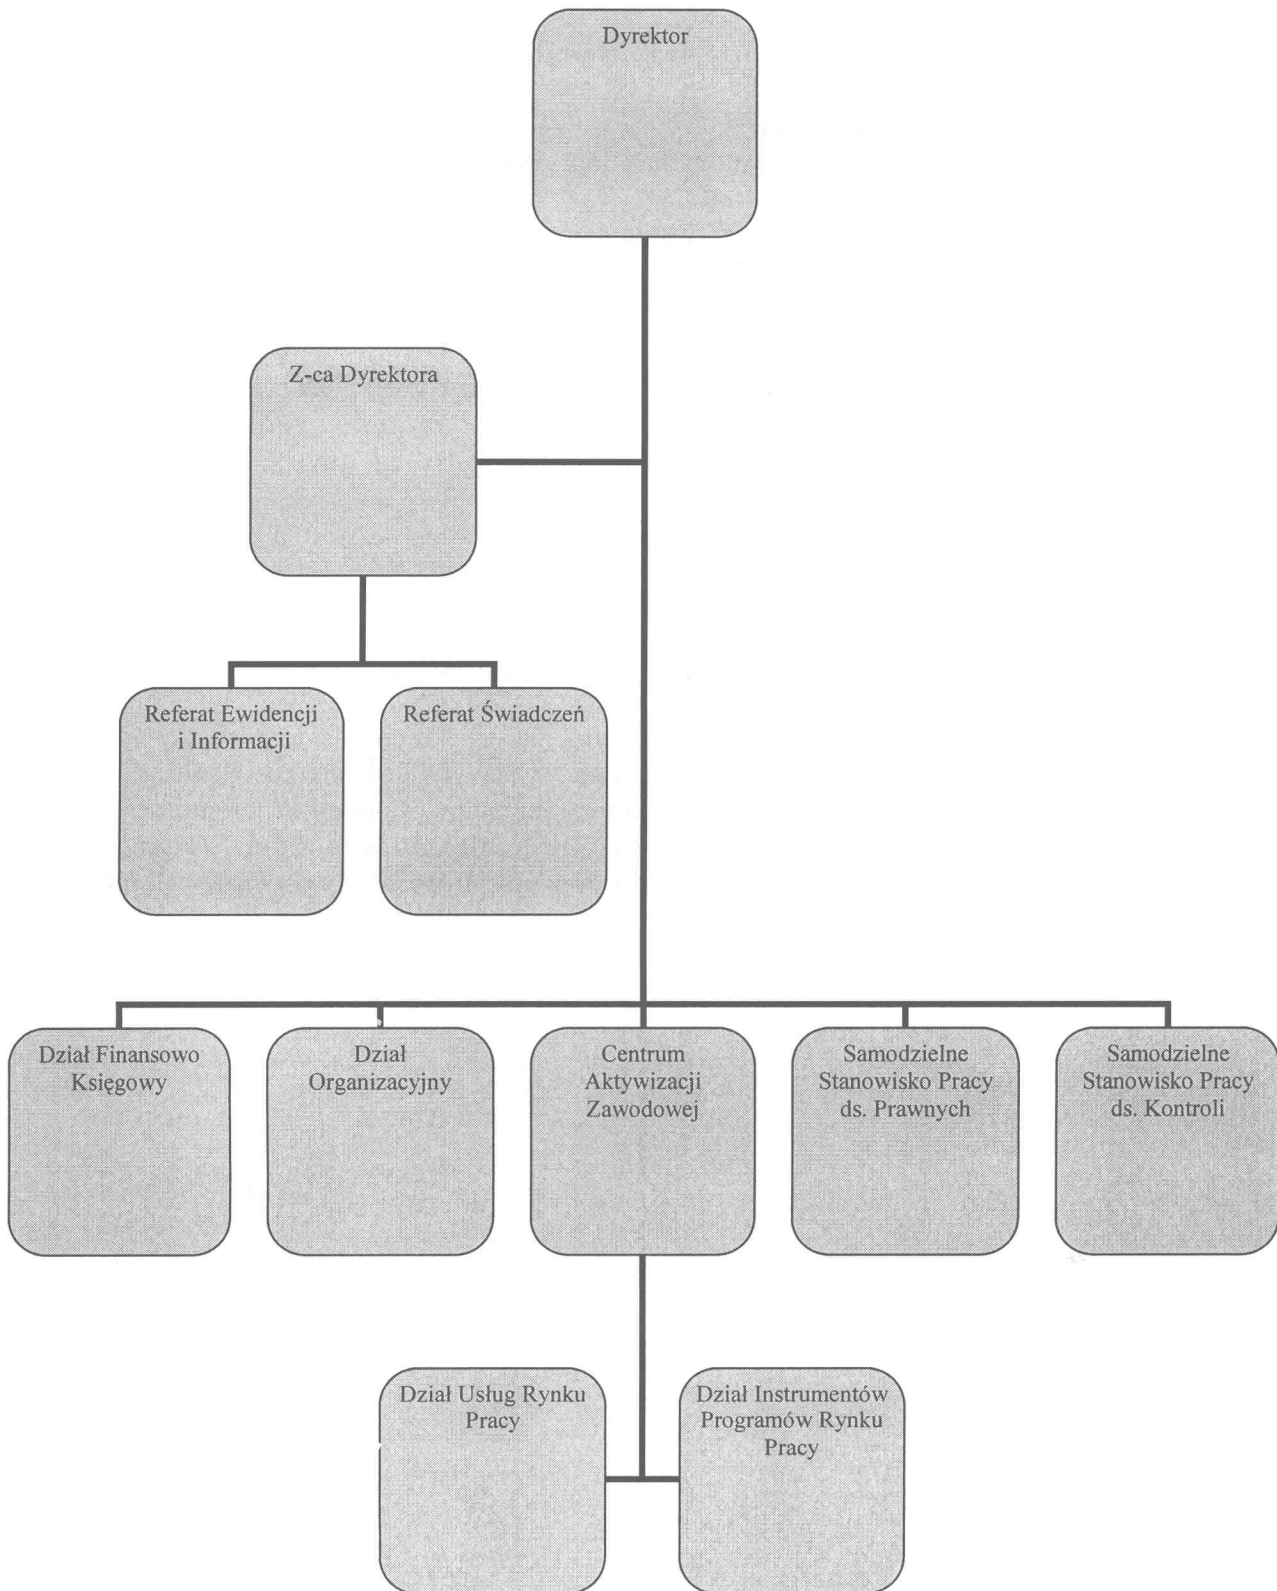 Dyrektor
Z-ca Dyrektora
Referat Ewidencji
i Informacji
Referat Świadczeń
Dział Finansowo
Księgowy
Dział
Organizacyjny
Centrum
Aktywizacji
Zawodowej
Samodzielne
Stanowisko Pracy
ds. Prawnych
Samodzielne
Stanowisko Pracy
ds. Kontroli
Dział Usług Rynku
Pracy
Dział Instrumentów
Programów Rynku
Pracy